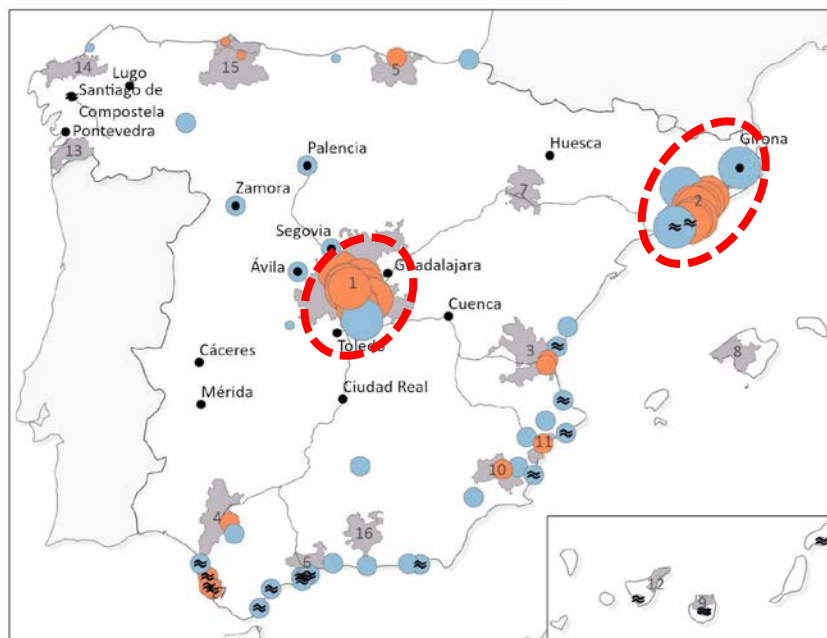 14
15
5
Lugo
Santiago de
Compostela
Pontevedra
13
Palencia
Huesca
Girona
7
2
Zamora
Segovia
Ávila
1
Guadalajara
Cuenca
Toledo
3
8
Cáceres
Mérida
Ciudad Real
11
10
4
16
6
12
9